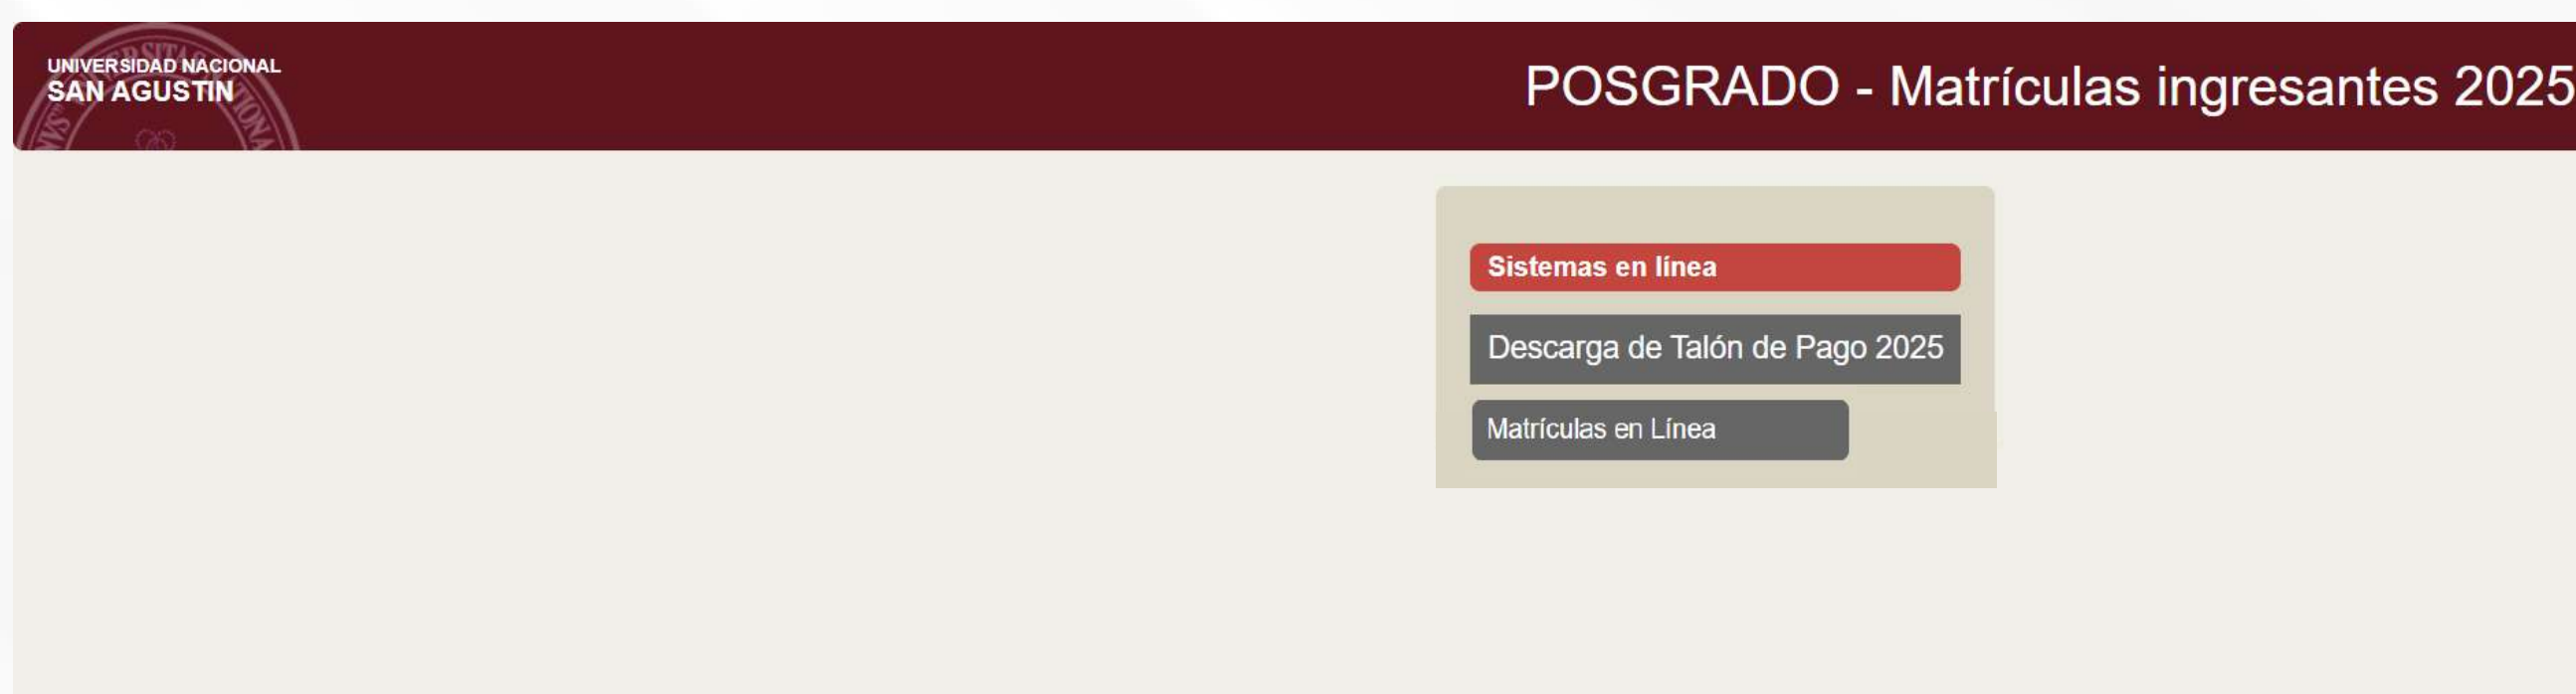 UNIVERSIDAD NACIONAL
SAN AGUSTIN
POSGRADO - Matrículas ingresantes 2025
Sistemas en línea
Descarga de Talón de Pago 2025
Matrículas en Línea